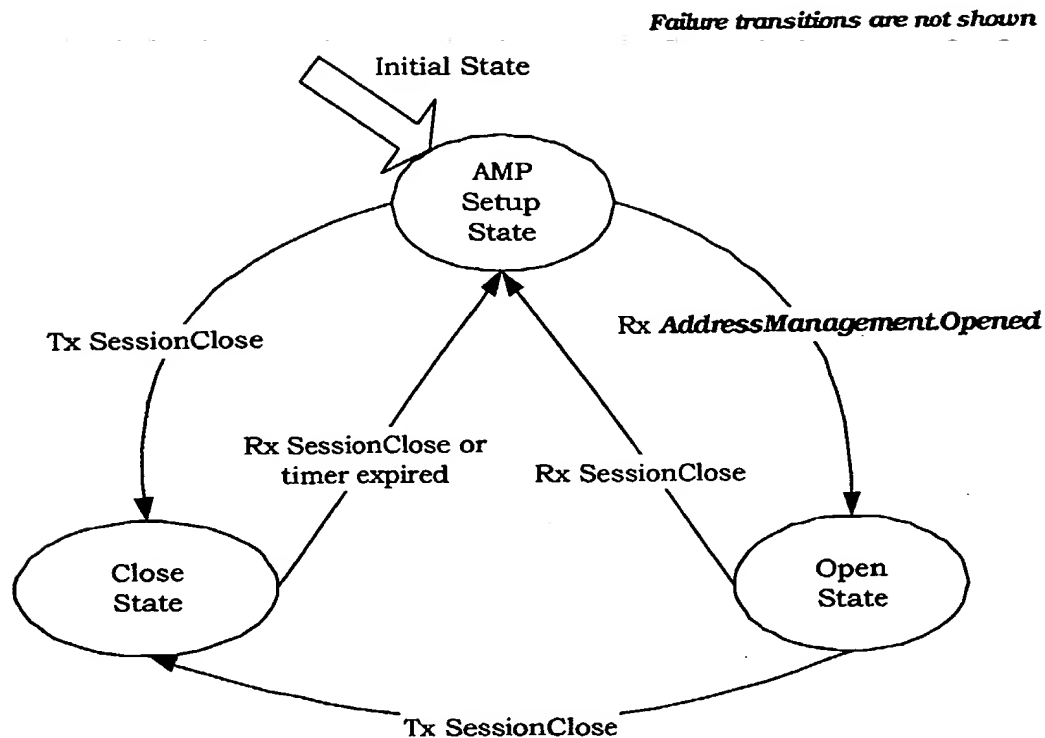 Failure transitions are not shown
Initial State
AMP
Setup
State
Tx SessionClose
Rx AddressManagement.Opened
Rx SessionClose or
timer expired
Rx SessionClose
Close
State
Open
State
Tx SessionClose